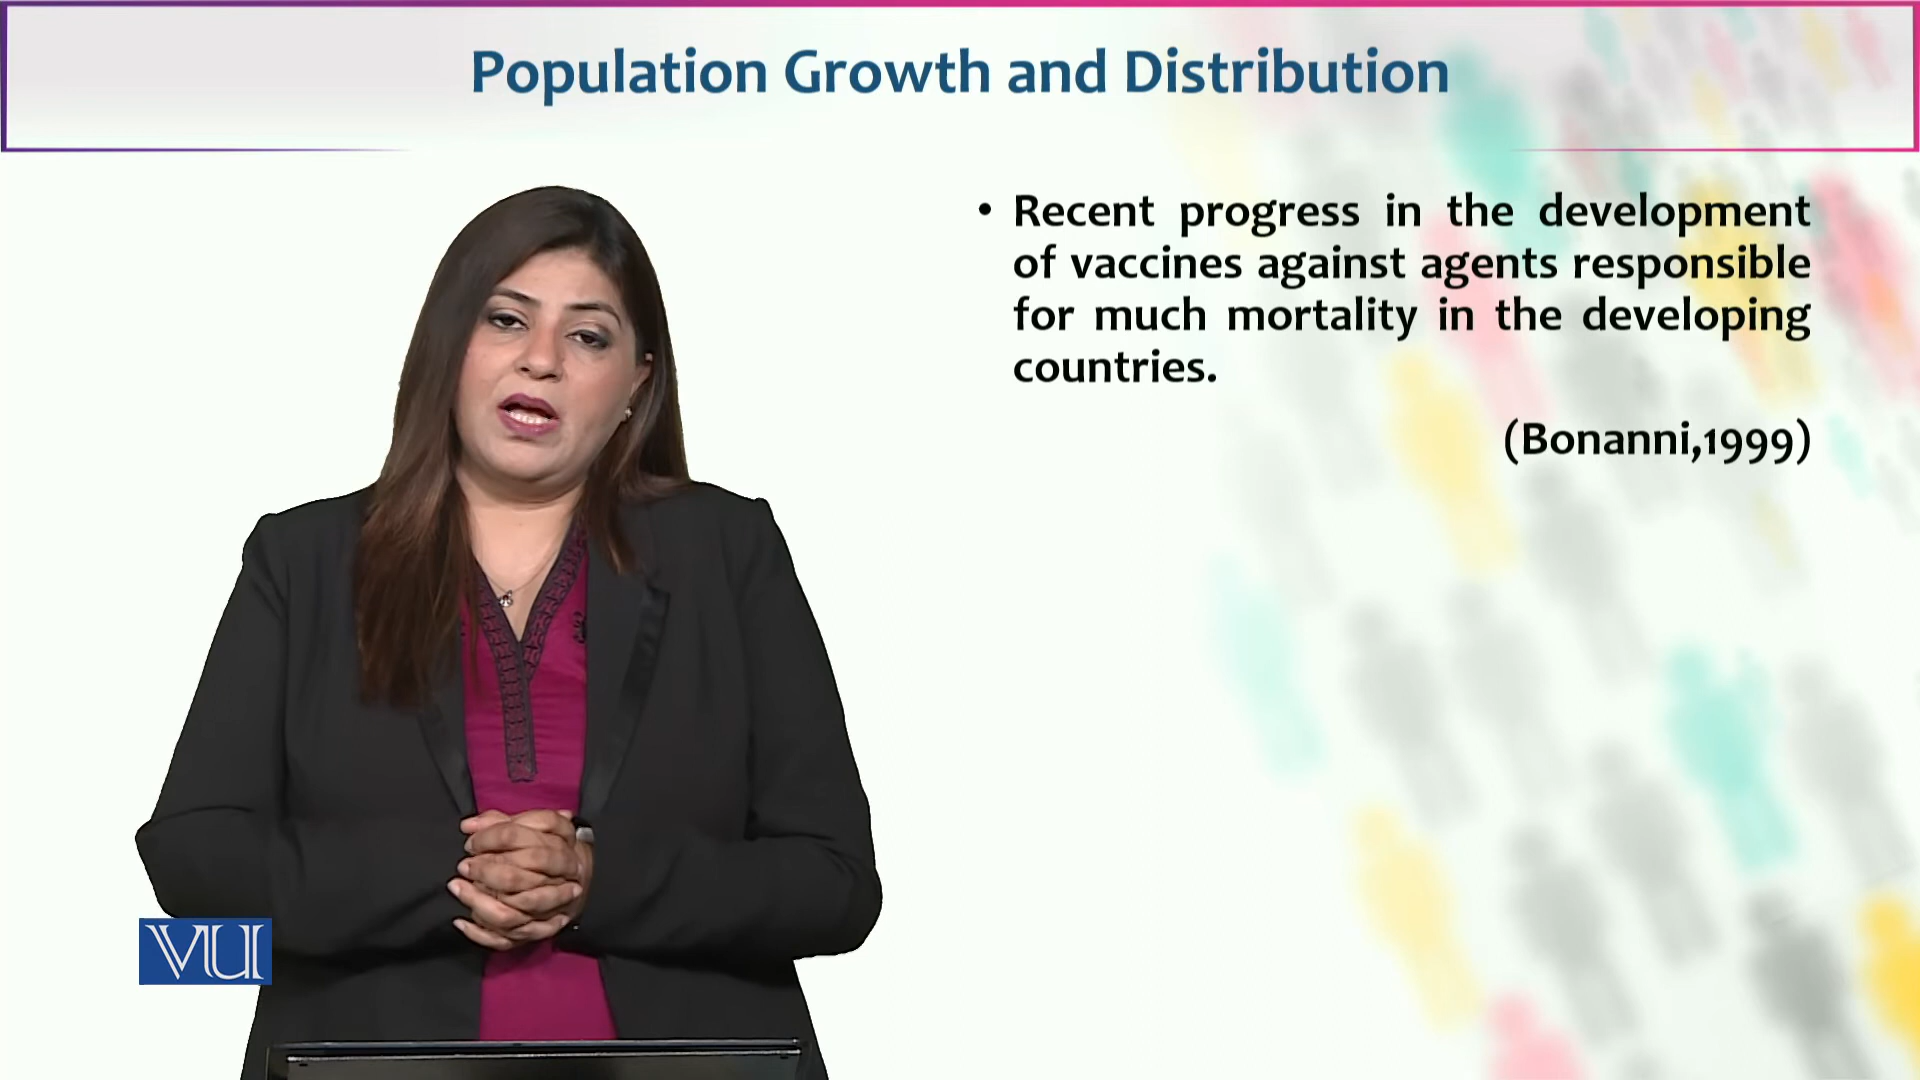 Population Growth and Distribution
• Recent progress in the development
of vaccines against agents responsible
for much mortality in the developing
countries.
(Bonanni,1999)
VU